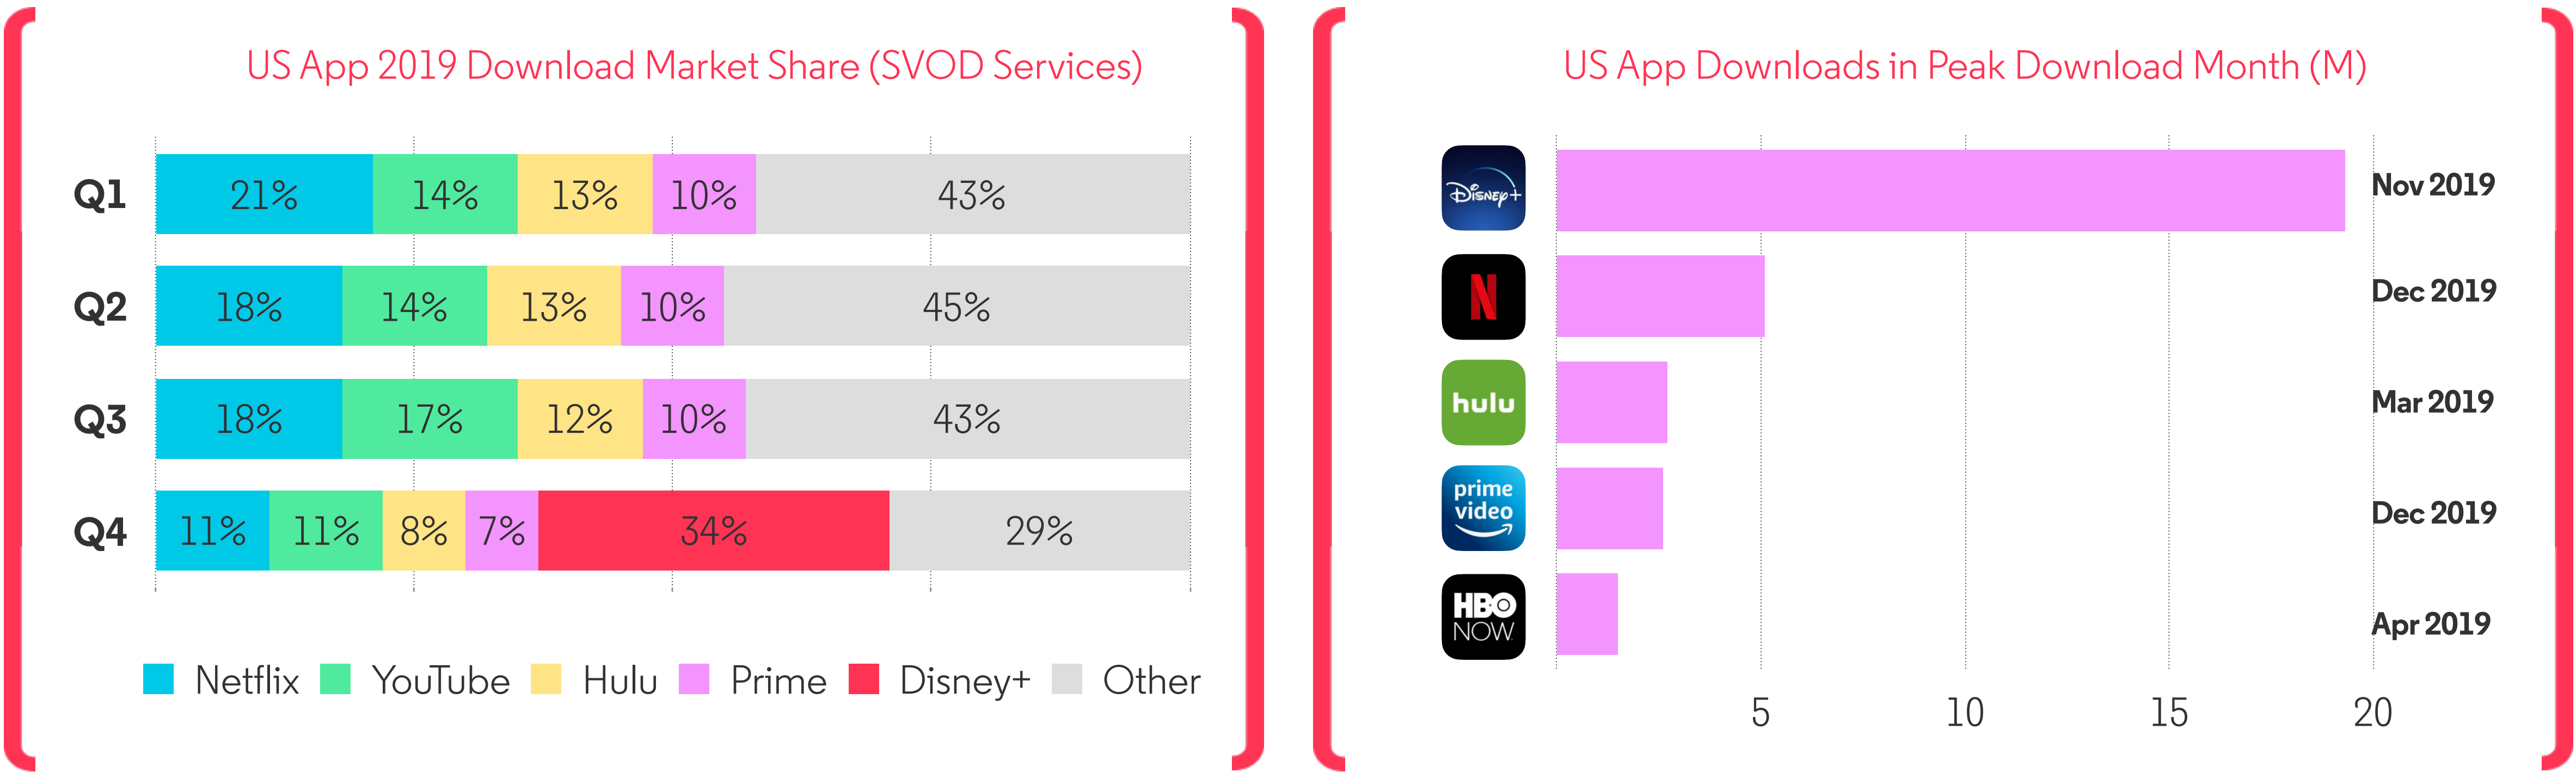 US App 2019 Download Market Share (SVOD Services)
Q1 21% 14% 13% 10% 43%
Q2 18% 14% 13% 10% 45%
Q3 18% 17% 12% 10% 43%
Q4 11% 11% 8% 7% 34% 29%
Netflix YouTube Hulu Prime Disney+ Other
US App Downloads in Peak Download Month (M)
Disney+ Nov 2019
N Dec 2019
hulu Mar 2019
prime
video Dec 2019
HBO
NOW Apr 2019
5 10 15 20